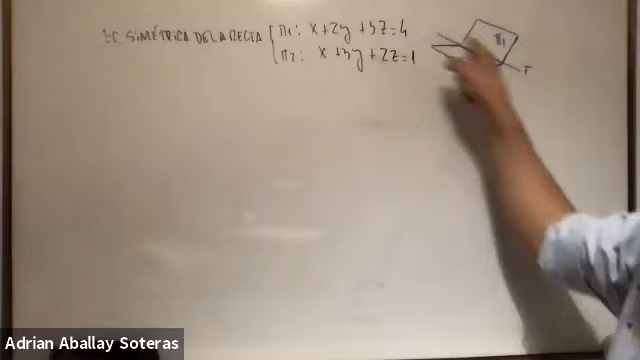 EC. SIMÉTRICA DE LA RECTA
π1: x + 2y + 3z = 4
π2: x + 3y + 2z = 1
π1
r
Adrian Aballay Soteras